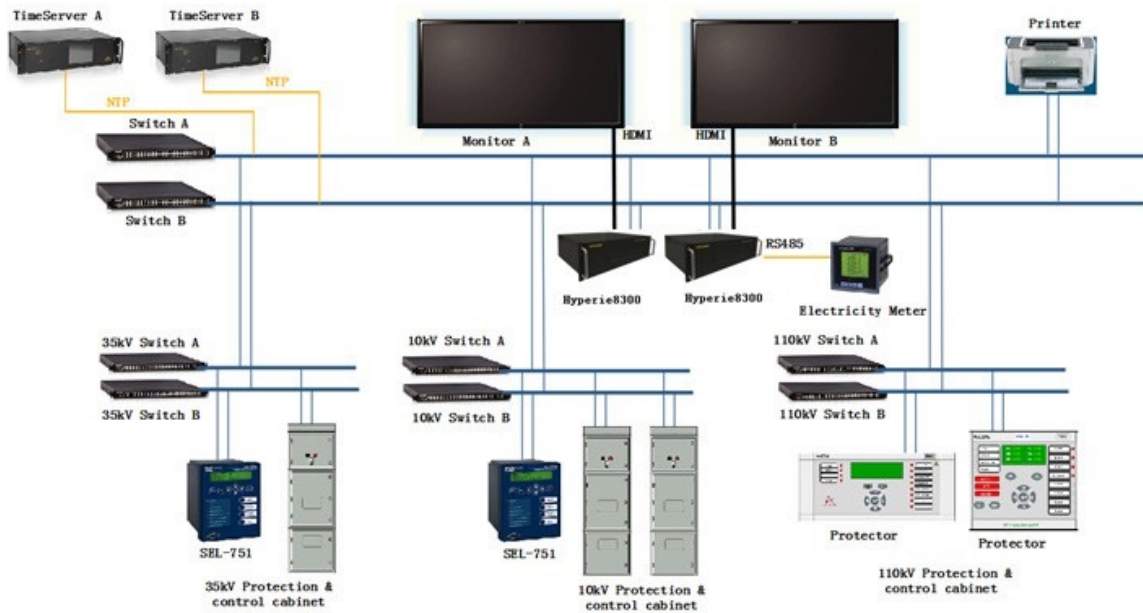 TimeServer A
TimeServer B
Printer
NTP
NTP
Switch A
Monitor A
HDMI
HDMI
Monitor B
Switch B
RS485
Hyperie8300
Hyperie8300
Electricity Meter
35kV Switch A
10kV Switch A
110kV Switch A
35kV Switch B
10kV Switch B
110kV Switch B
SEL-751
SEL-751
Protector
Protector
35kV Protection &
control cabinet
10kV Protection &
control cabinet
110kV Protection &
control cabinet